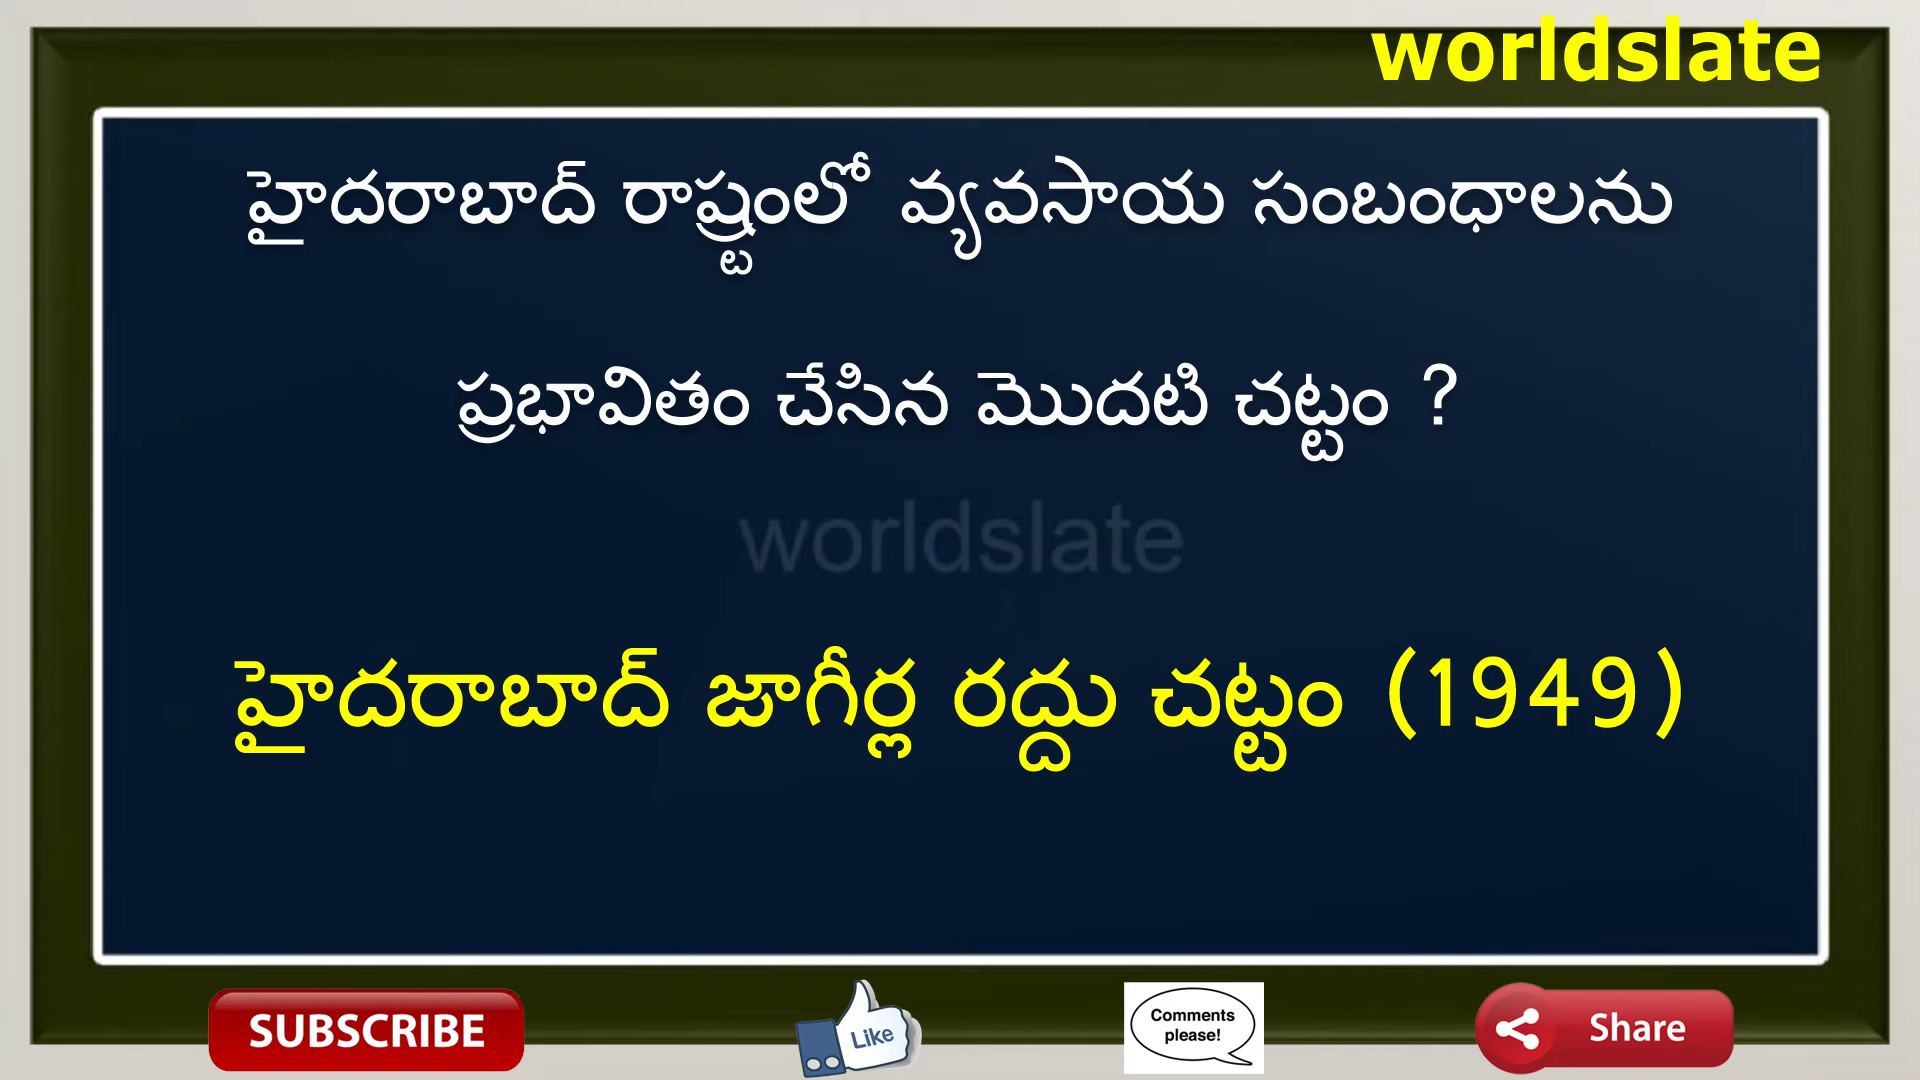 worldslate
హైదరాబాద్ రాష్ట్రంలో వ్యవసాయ సంబంధాలను
ప్రభావితం చేసిన మొదటి చట్టం ?
worldslate
హైదరాబాద్ జాగీర్ల రద్దు చట్టం (1949)
SUBSCRIBE
Like
Comments
please!
Share